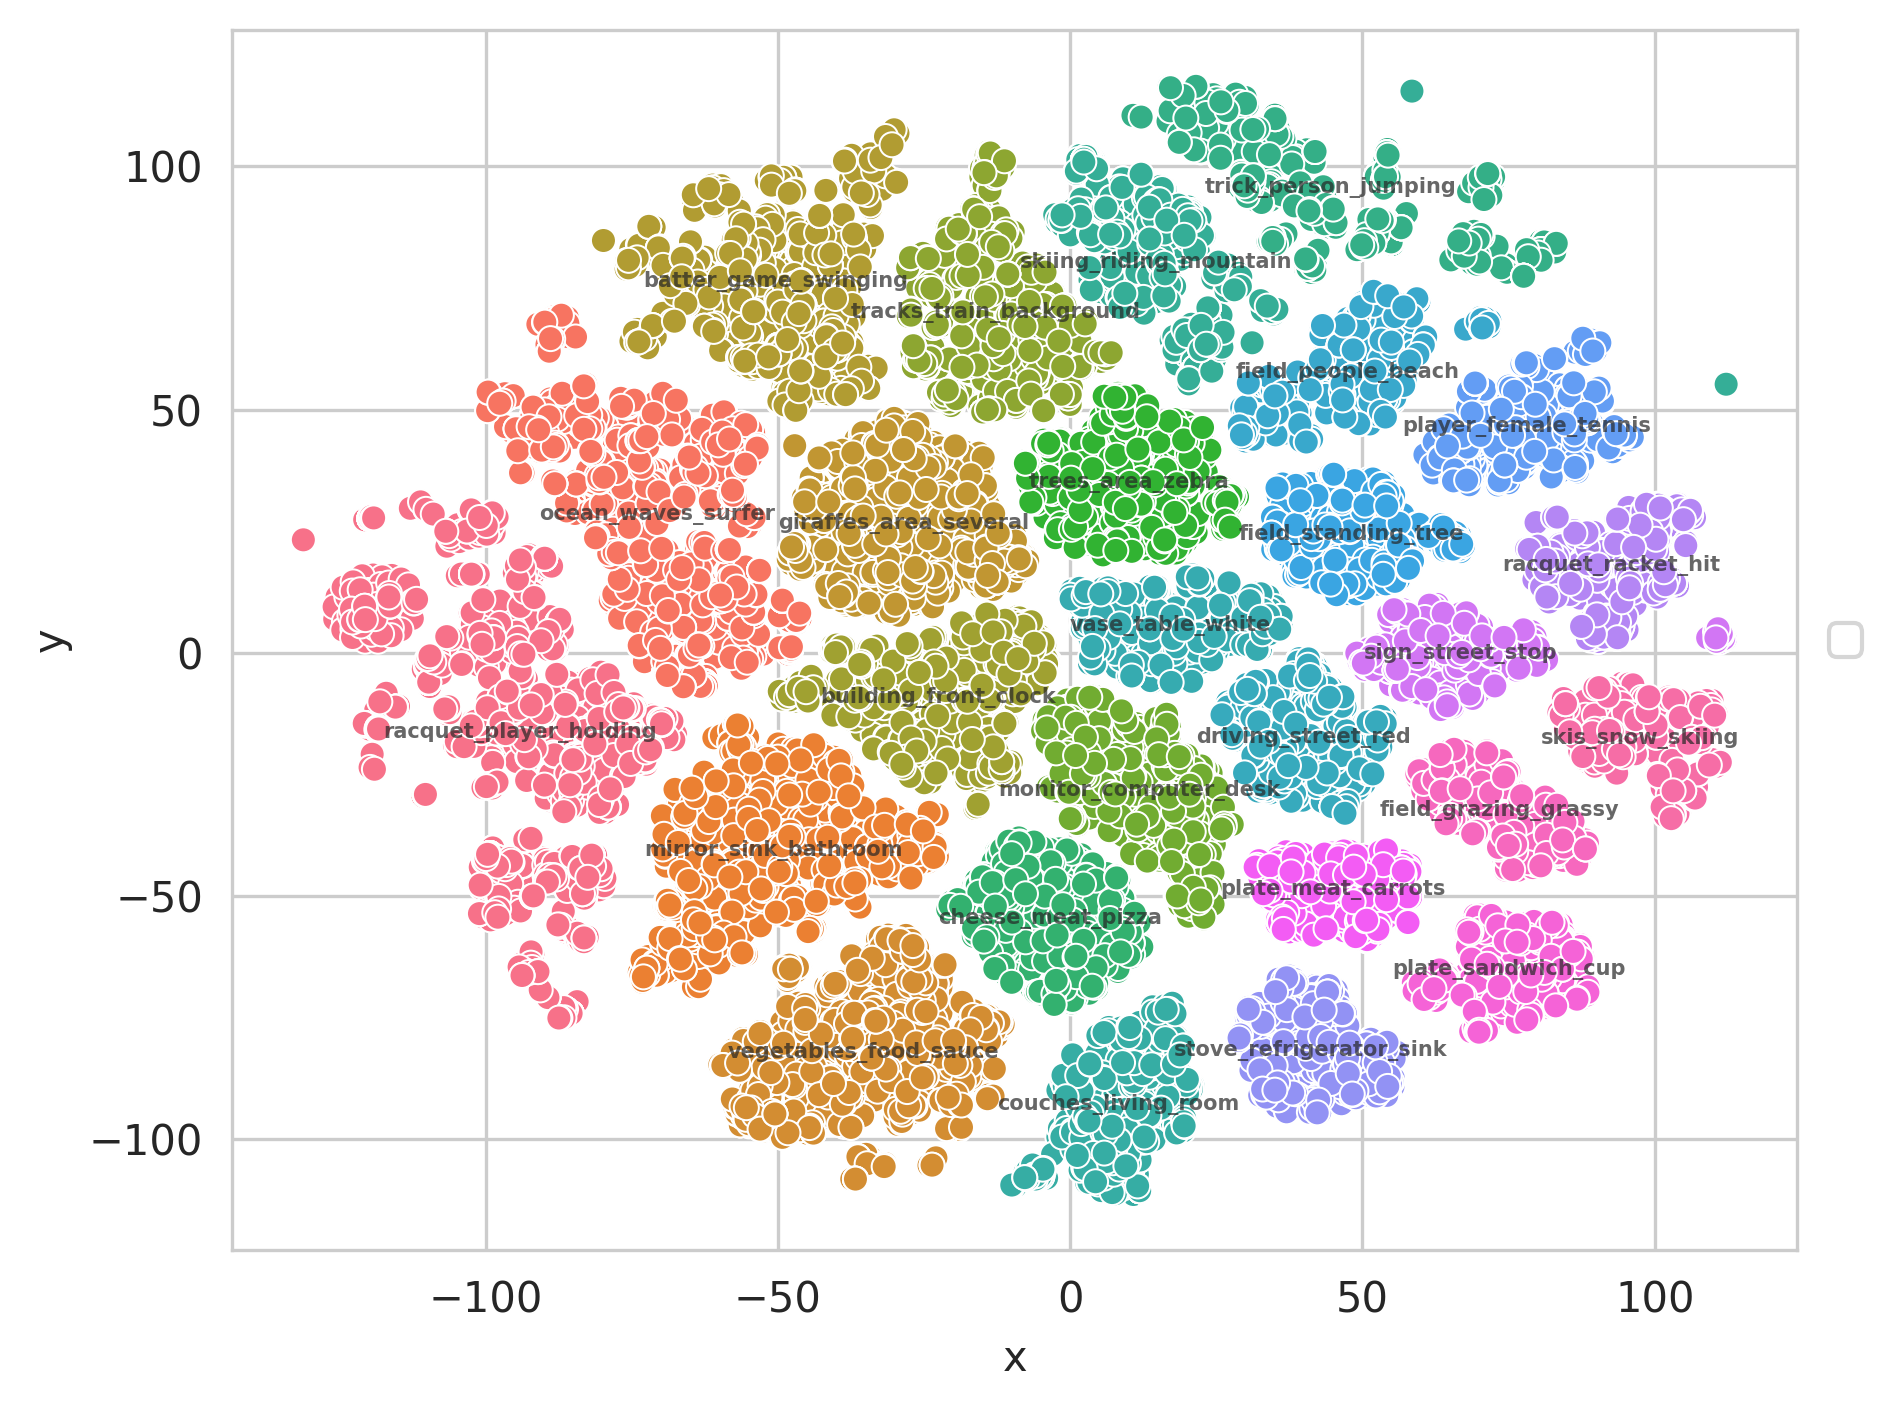 100
50
0
−50
−100
y
trick_person_jumping
skiing_riding_mountain
batter_game_swinging
tracks_train_background
field_people_beach
player_female_tennis
trees_area_zebra
ocean_waves_surfer
giraffes_area_several
field_standing_tree
racquet_racket_hit
vase_table_white
sign_street_stop
building_front_clock
racquet_player_holding
driving_street_red
skis_snow_skiing
monitor_computer_desk
field_grazing_grassy
mirror_sink_bathroom
plate_meat_carrots
cheese_meat_pizza
plate_sandwich_cup
vegetables_food_sauce
stove_refrigerator_sink
couches_living_room
−100 −50 0 50 100
x